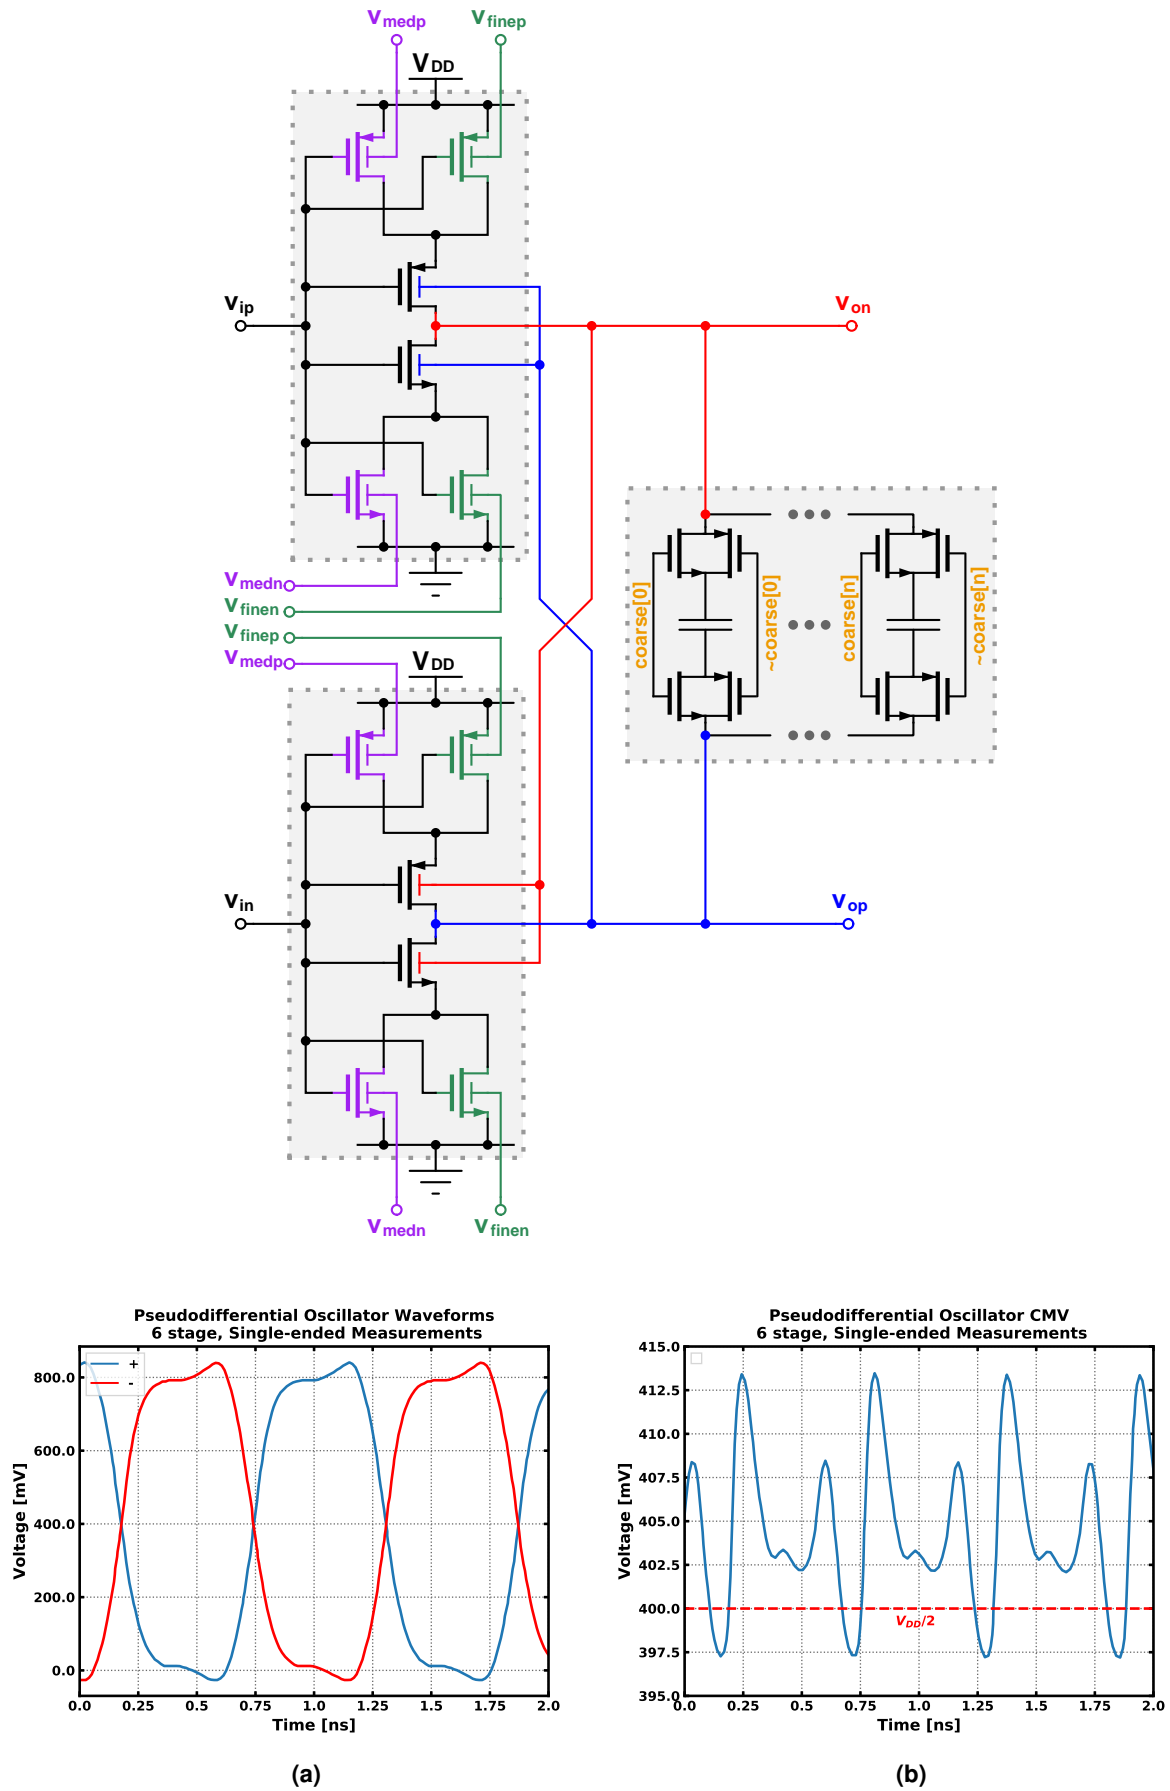 Vmedp
Vfinep
VDD
Vip
Von
Vmedn
Vfinen
Vfinep
Vmedp
coarse[0]
~coarse[0]
coarse[n]
~coarse[n]
VDD
Vin
Vop
Vmedn
Vfinen
Pseudodifferential Oscillator Waveforms
6 stage, Single-ended Measurements
+
-
Voltage [mV]
800.0
600.0
400.0
200.0
0.0
0.0 0.25 0.5 0.75 1.0 1.25 1.5 1.75 2.0
Time [ns]
(a)
Pseudodifferential Oscillator CMV
6 stage, Single-ended Measurements
Voltage [mV]
415.0
412.5
410.0
407.5
405.0
402.5
400.0
397.5
395.0
VDD/2
0.0 0.25 0.5 0.75 1.0 1.25 1.5 1.75 2.0
Time [ns]
(b)